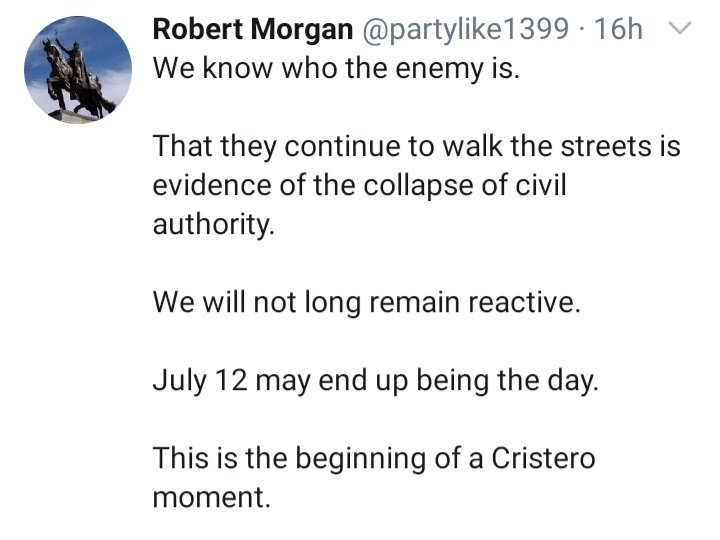 Robert Morgan @partylike1399 · 16h
We know who the enemy is.
That they continue to walk the streets is
evidence of the collapse of civil
authority.
We will not long remain reactive.
July 12 may end up being the day.
This is the beginning of a Cristero
moment.